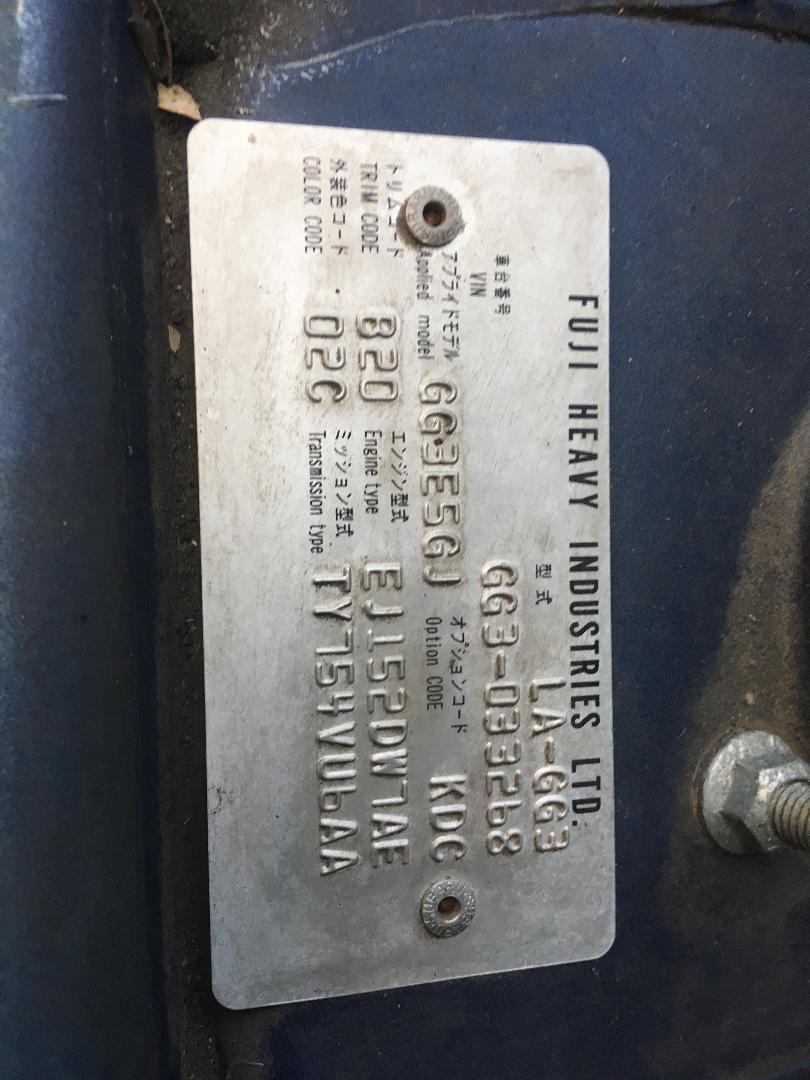 FUJI HEAVY INDUSTRIES LTD.
型式 LA-GG3
車台番号
VIN GG3-033268
アプライドモデル オプションコード
Applied model GG3E5GJ Option CODE KDC
トリムコード エンジン型式
TRIM CODE B20 Engine type EJ152DW7AE
外装色コード ミッション型式
COLOR CODE 02C Transmission type TY754VU6AA